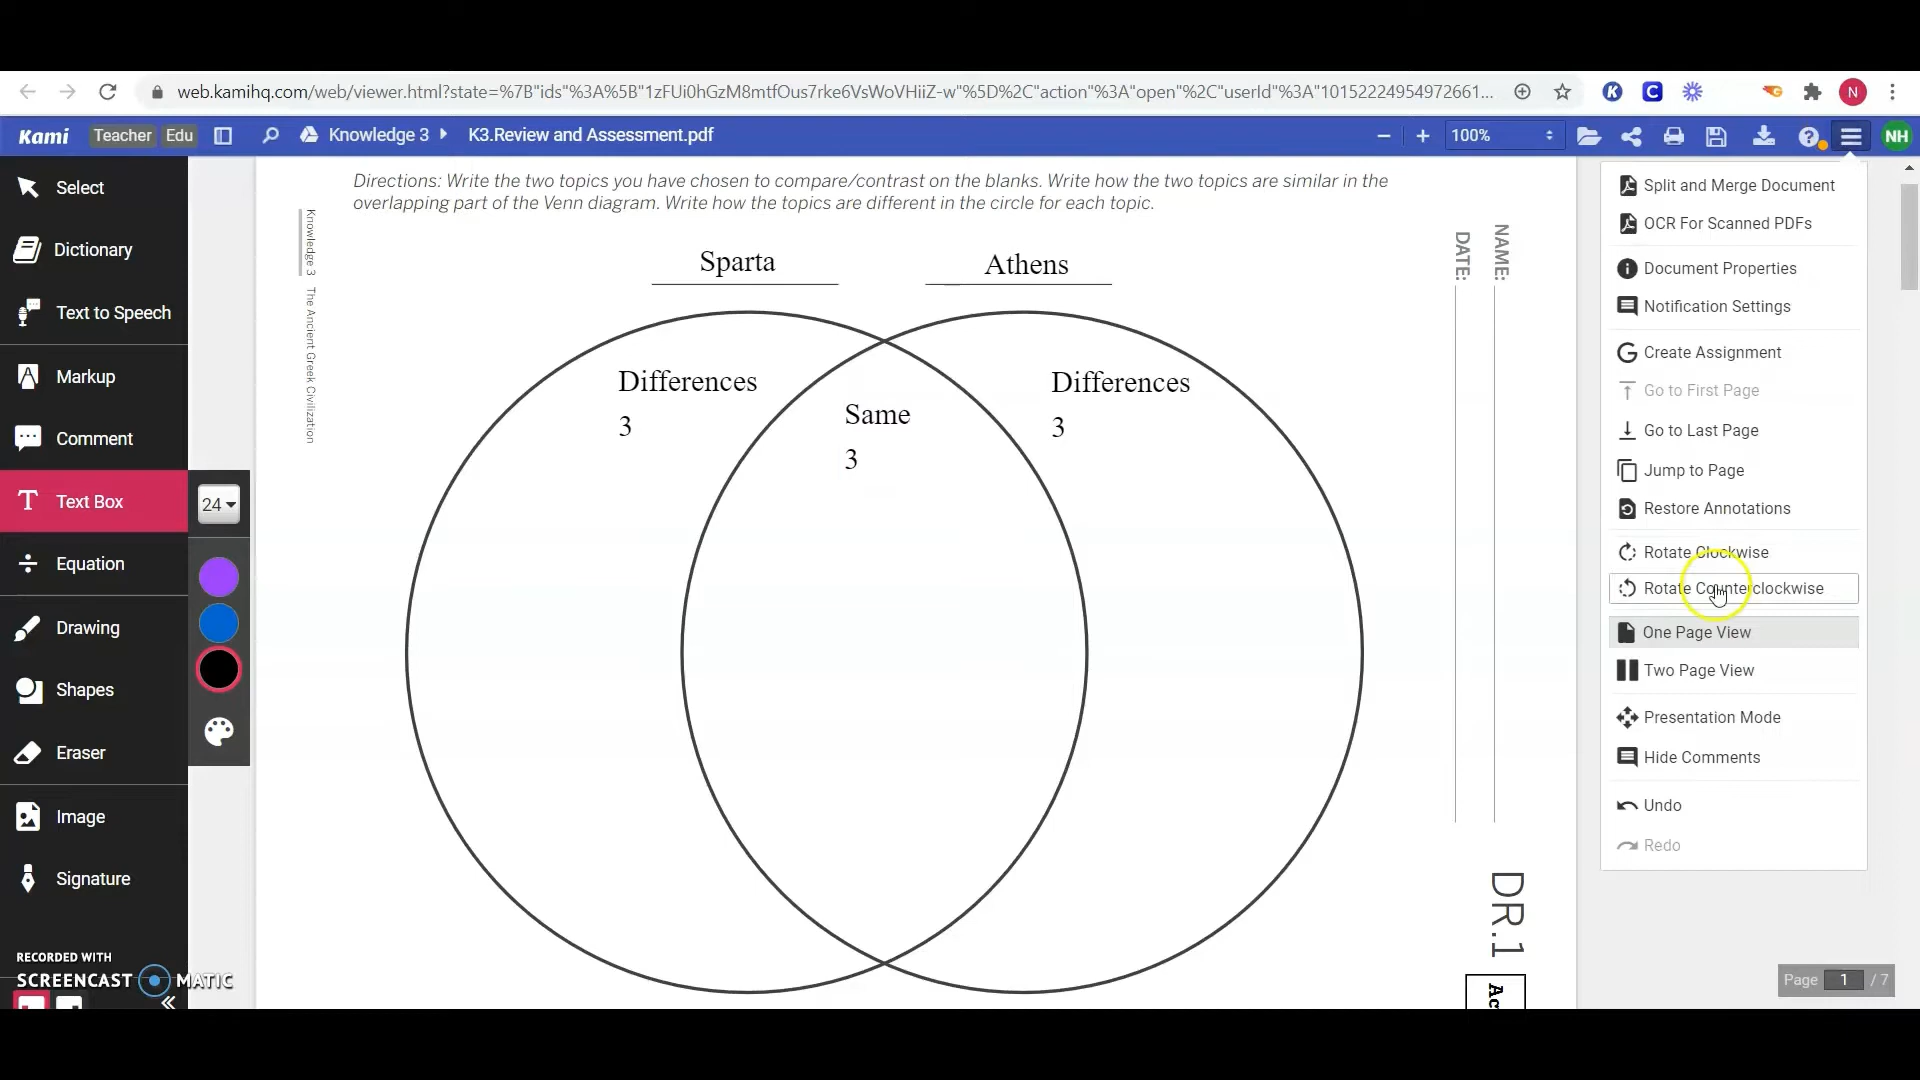 web.kamihq.com/web/viewer.html?state=%7B"ids"%3A%5B"1zFUi0hGzM8mtfOus7rke6VsWoVHiiZ-w"%5D%2C"action"%3A"open"%2C"userId"%3A"10152224954972661...
N
Kami Teacher Edu Knowledge 3 K3.Review and Assessment.pdf
100%
NH
Select
Dictionary
Text to Speech
Markup
Comment
Text Box
Equation
Drawing
Shapes
Eraser
Image
Signature
24
RECORDED WITH
SCREENCAST MATIC
Directions: Write the two topics you have chosen to compare/contrast on the blanks. Write how the two topics are similar in the
overlapping part of the Venn diagram. Write how the topics are different in the circle for each topic.
Knowledge 3 The Ancient Greek Civilization
Sparta
Athens
Differences
3
Same
3
Differences
3
NAME:
DATE:
DR.1
Ac
Split and Merge Document
OCR For Scanned PDFs
Document Properties
Notification Settings
Create Assignment
Go to First Page
Go to Last Page
Jump to Page
Restore Annotations
Rotate Clockwise
Rotate Counterclockwise
One Page View
Two Page View
Presentation Mode
Hide Comments
Undo
Redo
Page 1 / 7